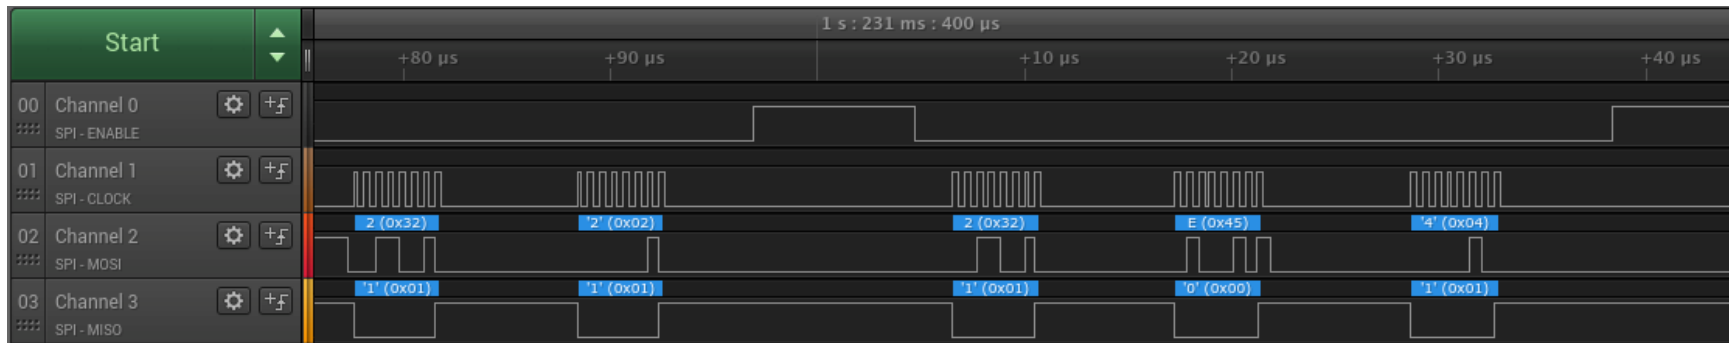 Start
1 s : 231 ms : 400 µs
+80 µs +90 µs +10 µs +20 µs +30 µs +40 µs
00 Channel 0
SPI - ENABLE
01 Channel 1
SPI - CLOCK
2 (0x32) '2' (0x02) 2 (0x32) E (0x45) '4' (0x04)
02 Channel 2
SPI - MOSI
'1' (0x01) '1' (0x01) '1' (0x01) '0' (0x00) '1' (0x01)
03 Channel 3
SPI - MISO